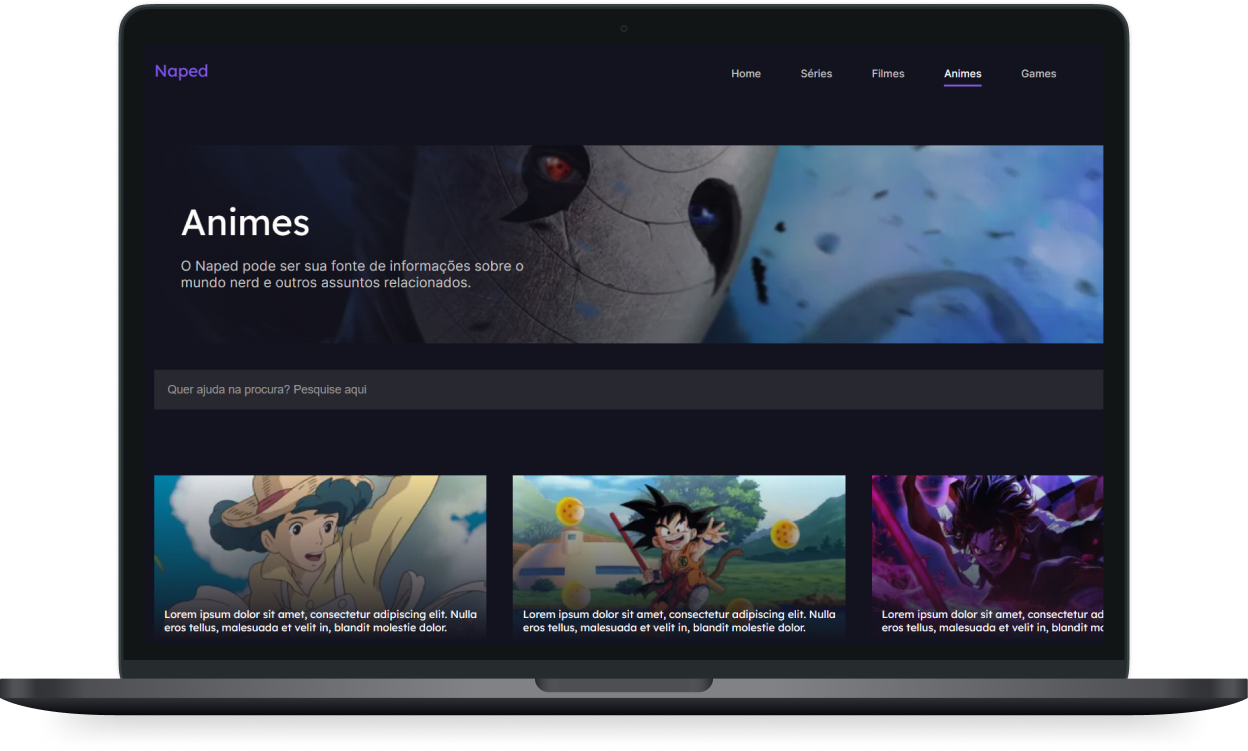 Naped
Home Séries Filmes Animes Games
Animes
O Naped pode ser sua fonte de informações sobre o
mundo nerd e outros assuntos relacionados.
Quer ajuda na procura? Pesquise aqui
Lorem ipsum dolor sit amet, consectetur adipiscing elit. Nulla
eros tellus, malesuada et velit in, blandit molestie dolor.
Lorem ipsum dolor sit amet, consectetur adipiscing elit. Nulla
eros tellus, malesuada et velit in, blandit molestie dolor.
Lorem ipsum dolor sit amet, consectetur ad
eros tellus, malesuada et velit in, blandit mo